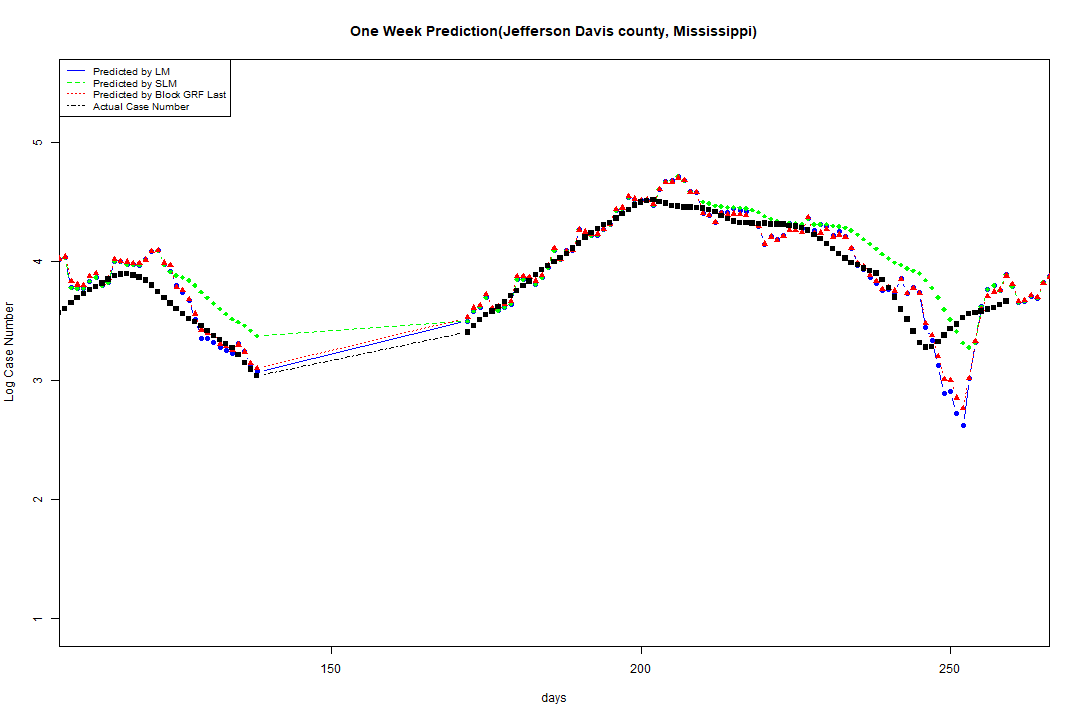 One Week Prediction(Jefferson Davis county, Mississippi)
Predicted by LM
Predicted by SLM
Predicted by Block GRF Last
Actual Case Number
5
4
3
2
1
Log Case Number
150 200 250
days